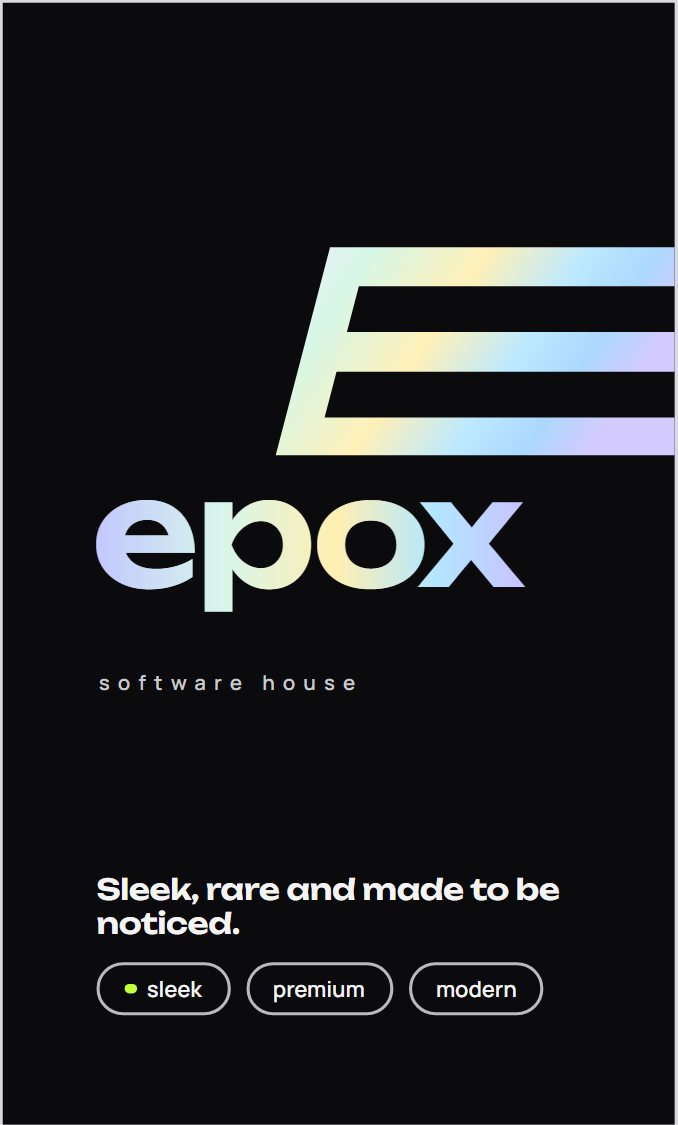 E
epox
software house
Sleek, rare and made to be
noticed.
sleek
premium
modern